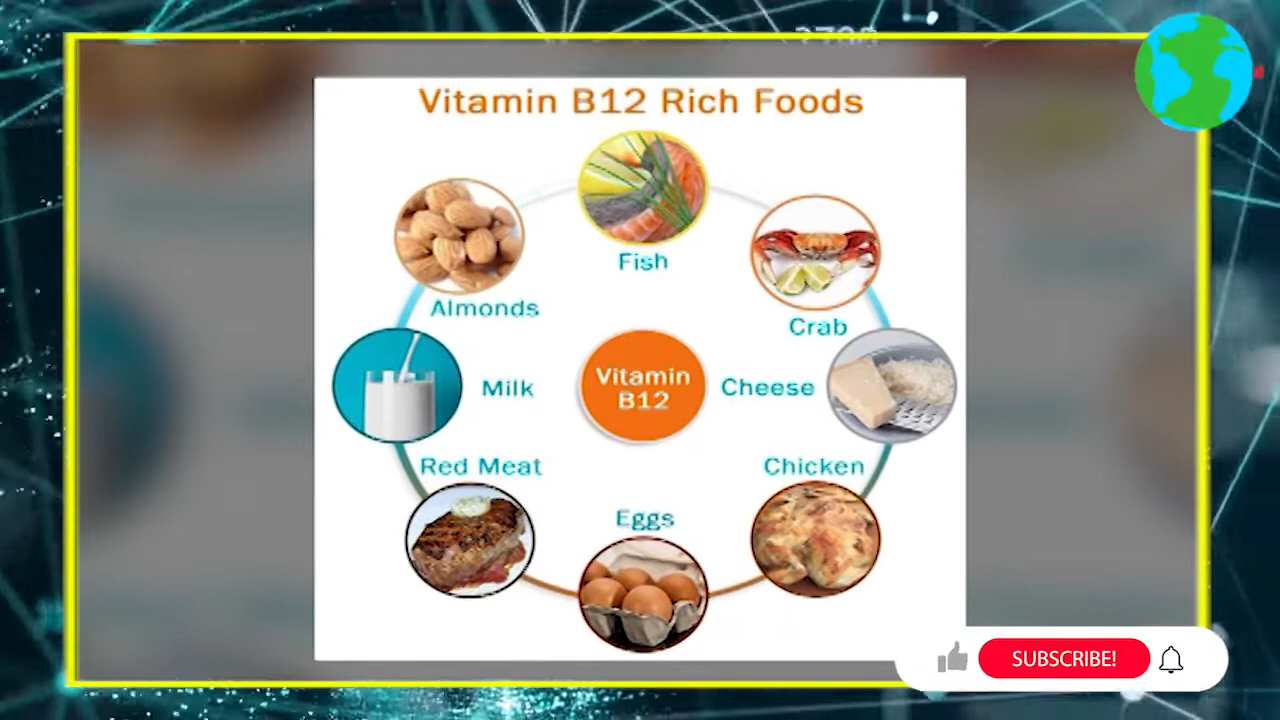 Vitamin B12 Rich Foods
Fish
Almonds
Crab
Milk
Vitamin
B12
Cheese
Red Meat
Chicken
Eggs
SUBSCRIBE!